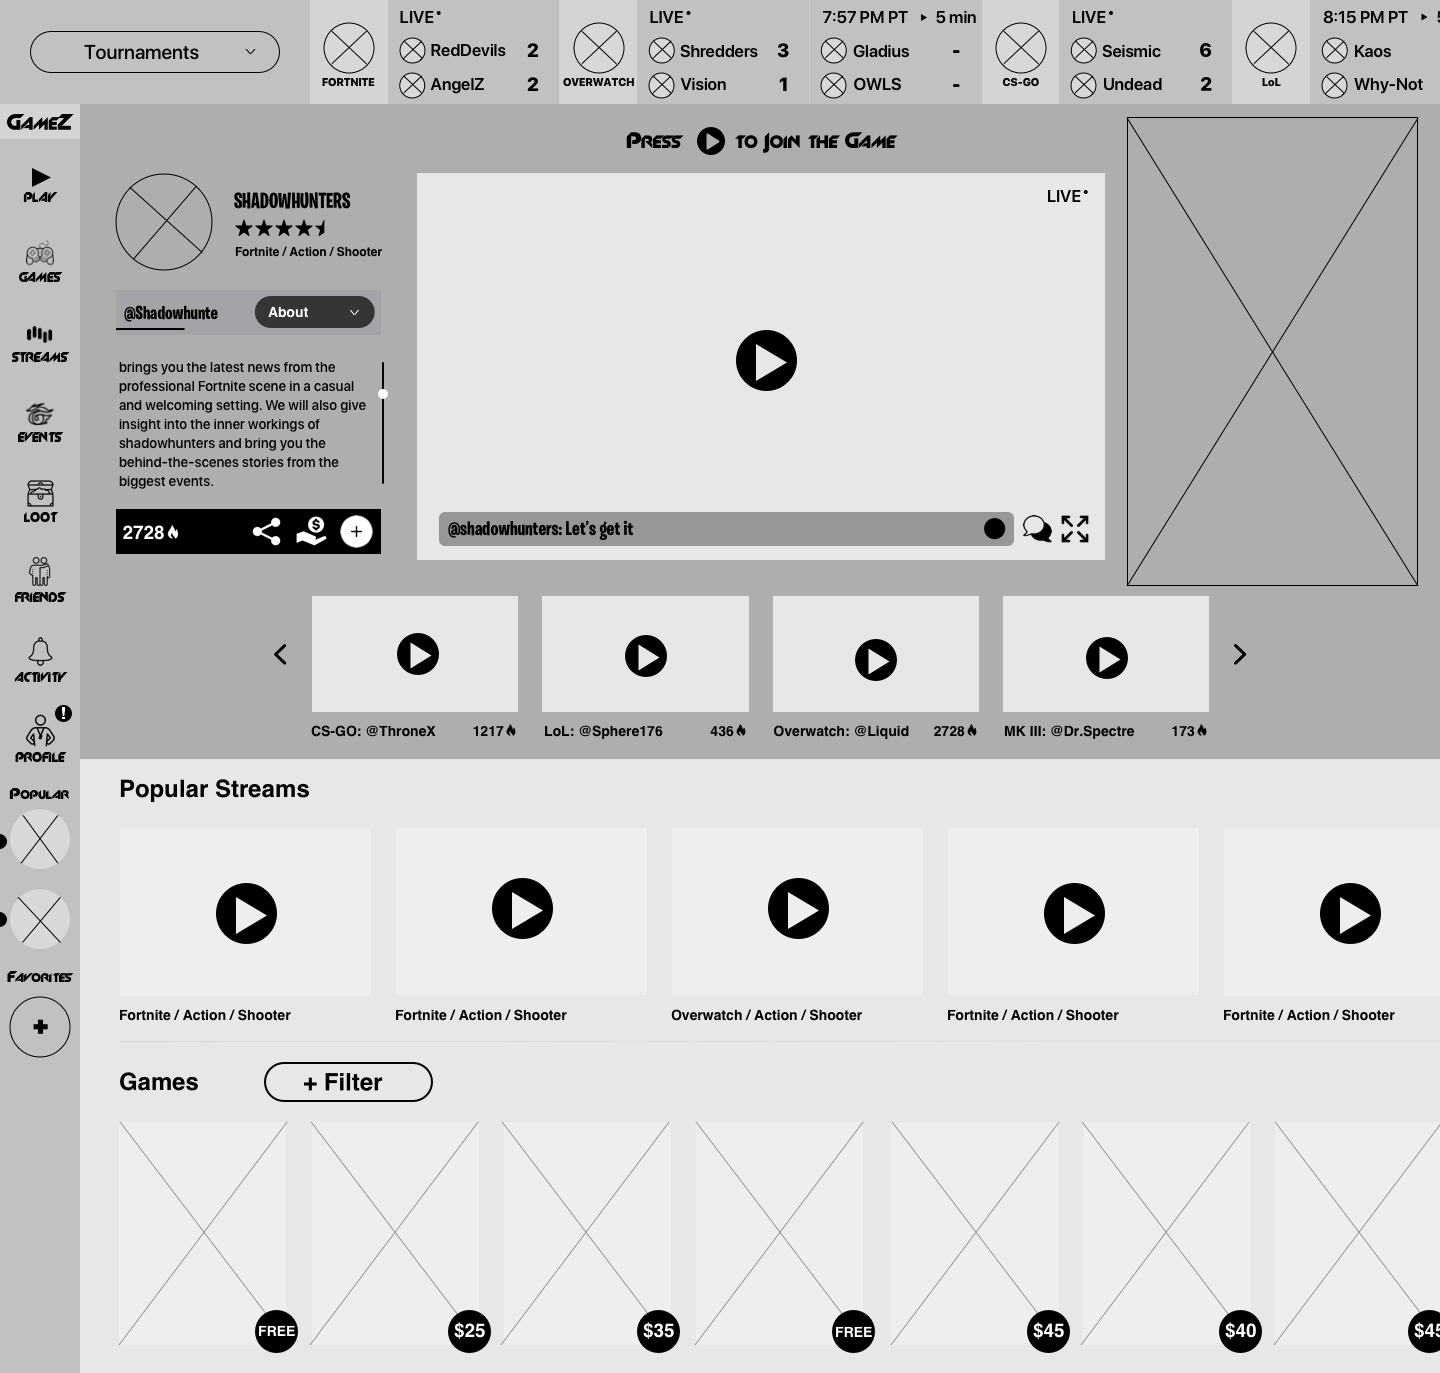 Tournaments
FORTNITE
LIVE
RedDevils 2
AngelZ 2
OVERWATCH
LIVE
Shredders 3
Vision 1
7:57 PM PT ▸ 5 min
Gladius -
OWLS -
CS-GO
LIVE
Seismic 6
Undead 2
LoL
8:15 PM PT ▸
Kaos
Why-Not
GameZ
PLAY
GAMES
STREAMS
EVENTS
LOOT
FRIENDS
ACTIVITY
!
PROFILE
Popular
Favorites
+
Press to Join the Game
SHADOWHUNTERS
Fortnite / Action / Shooter
@Shadowhunte
About
brings you the latest news from the
professional Fortnite scene in a casual
and welcoming setting. We will also give
insight into the inner workings of
shadowhunters and bring you the
behind-the-scenes stories from the
biggest events.
2728
$
+
LIVE
@shadowhunters: Let's get it
CS-GO: @ThroneX 1217
LoL: @Sphere176 436
Overwatch: @Liquid 2728
MK III: @Dr.Spectre 173
Popular Streams
Fortnite / Action / Shooter
Fortnite / Action / Shooter
Overwatch / Action / Shooter
Fortnite / Action / Shooter
Fortnite / Action / Shooter
Games
+ Filter
FREE
$25
$35
FREE
$45
$40
$45